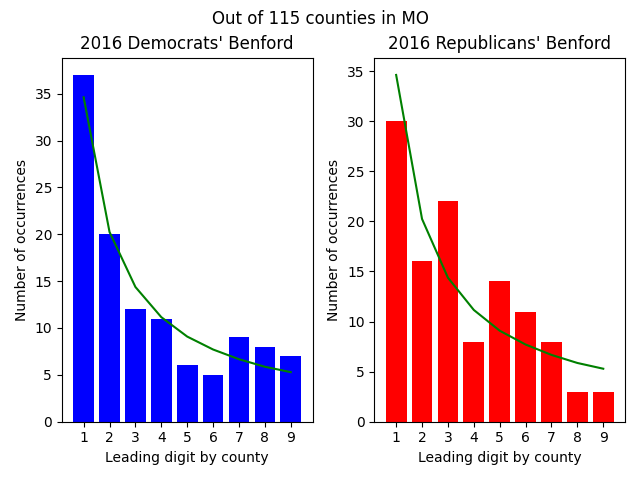 Out of 115 counties in MO
2016 Democrats' Benford
2016 Republicans' Benford
Number of occurrences
35
30
25
20
15
10
5
0
1 2 3 4 5 6 7 8 9
Leading digit by county
Number of occurrences
35
30
25
20
15
10
5
0
1 2 3 4 5 6 7 8 9
Leading digit by county